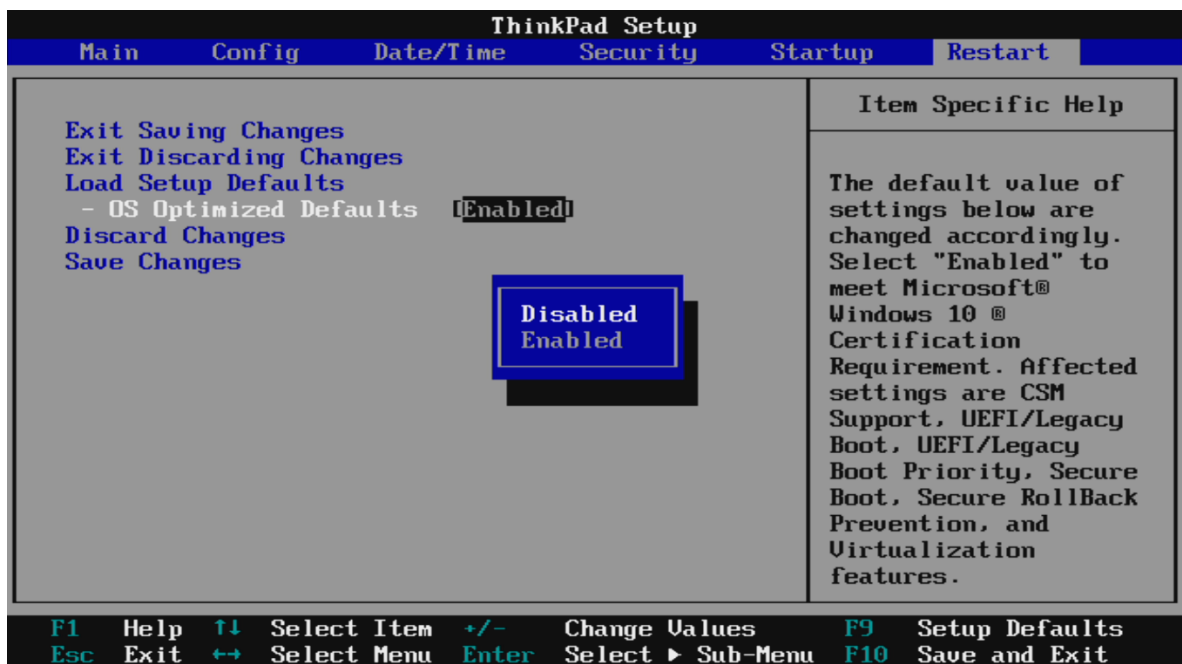 ThinkPad Setup
Main Config Date/Time Security Startup Restart
Exit Saving Changes
Exit Discarding Changes
Load Setup Defaults
- OS Optimized Defaults [Enabled]
Discard Changes
Save Changes
Disabled
Enabled
Item Specific Help
The default value of
settings below are
changed accordingly.
Select "Enabled" to
meet Microsoft®
Windows 10 ®
Certification
Requirement. Affected
settings are CSM
Support, UEFI/Legacy
Boot, UEFI/Legacy
Boot Priority, Secure
Boot, Secure RollBack
Prevention, and
Virtualization
features.
F1 Help ↑↓ Select Item +/- Change Values F9 Setup Defaults
Esc Exit ↔ Select Menu Enter Select ▶ Sub-Menu F10 Save and Exit